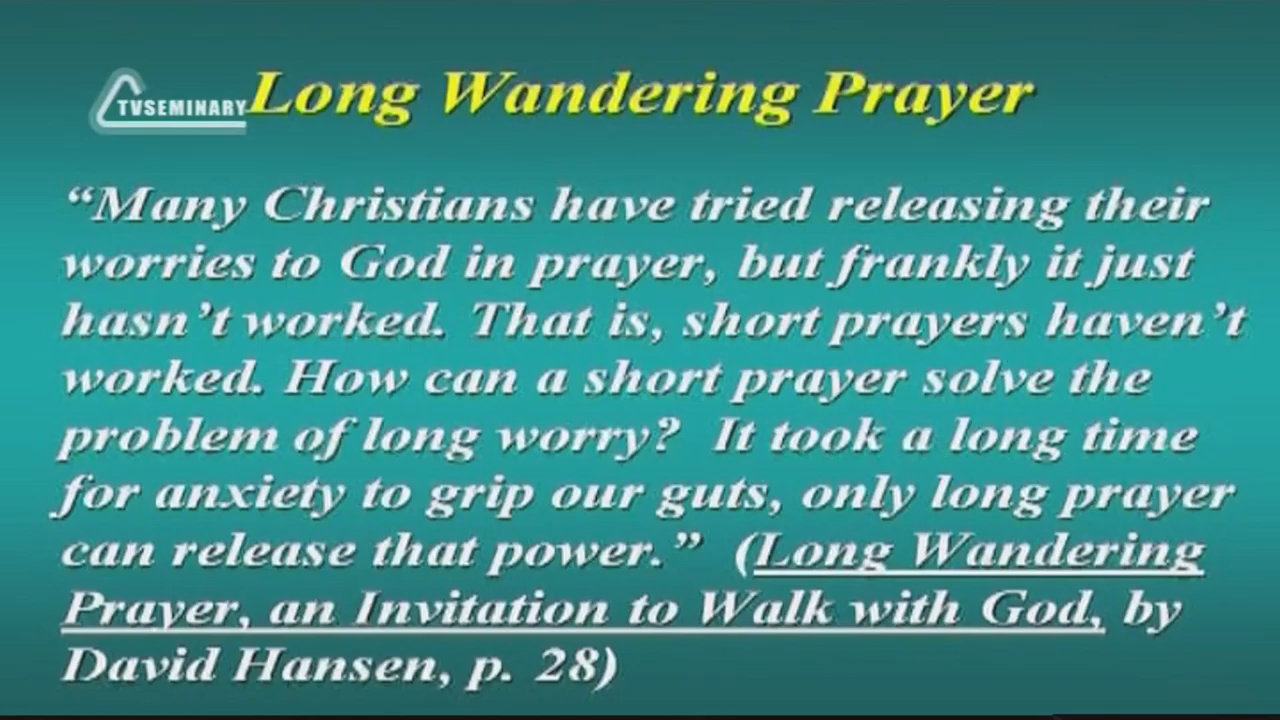 TVSEMINARY
Long Wandering Prayer
“Many Christians have tried releasing their
worries to God in prayer, but frankly it just
hasn’t worked. That is, short prayers haven’t
worked. How can a short prayer solve the
problem of long worry? It took a long time
for anxiety to grip our guts, only long prayer
can release that power.” (Long Wandering
Prayer, an Invitation to Walk with God, by
David Hansen, p. 28)